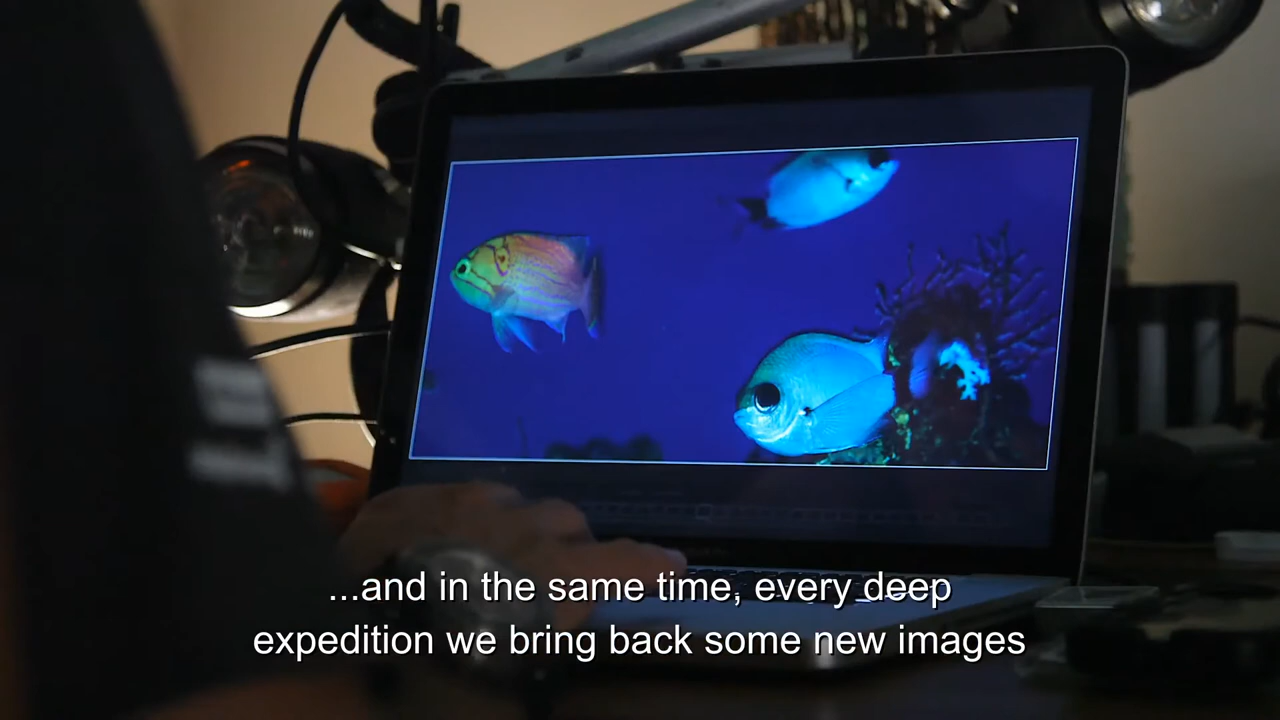 ...and in the same time, every deep
expedition we bring back some new images